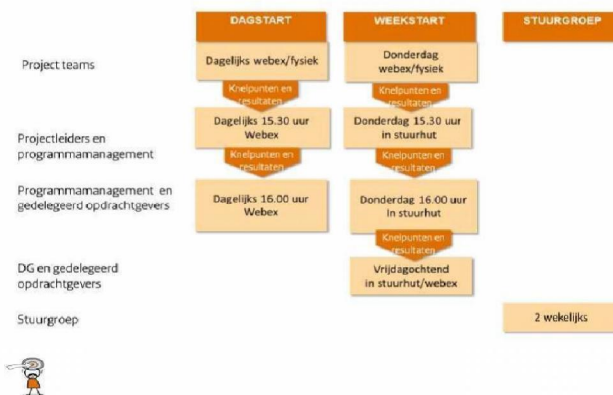 DAGSTART
WEEKSTART
STUURGROEP
Project teams
Dagelijks webex/fysiek
Donderdag
webex/fysiek
Knelpunten en
resultaten
Knelpunten en
resultaten
Projectleiders en
programmamanagement
Dagelijks 15.30 uur
Webex
Donderdag 15.30 uur
in stuurhut
Knelpunten en
resultaten
Knelpunten en
resultaten
Programmamanagement en
gedelegeerd opdrachtgevers
Dagelijks 16.00 uur
Webex
Donderdag 16.00 uur
In stuurhut
Knelpunten en
resultaten
DG en gedelegeerd
opdrachtgevers
Vrijdagochtend
in stuurhut/webex
Stuurgroep
2 wekelijks